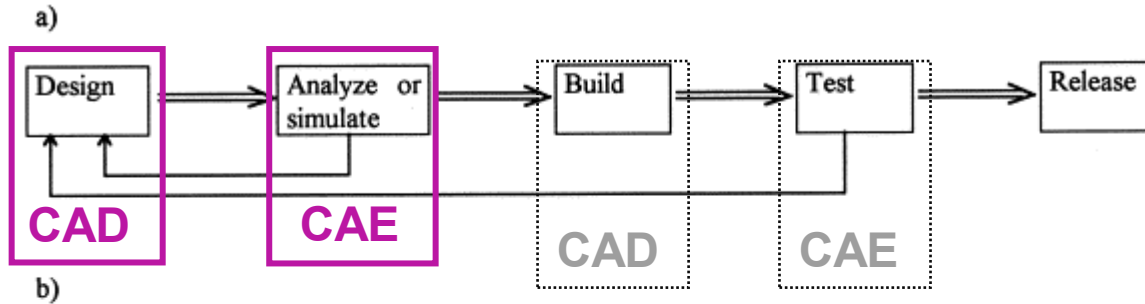 a)
Design
Analyze or
simulate
Build
Test
Release
CAD
CAE
CAD
CAE
b)